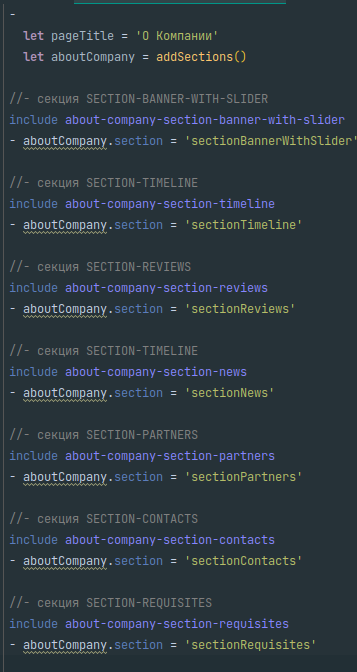 -
let pageTitle = 'О Компании'
let aboutCompany = addSections()
//- секция SECTION-BANNER-WITH-SLIDER
include about-company-section-banner-with-slider
- aboutCompany.section = 'sectionBannerWithSlider'
//- секция SECTION-TIMELINE
include about-company-section-timeline
- aboutCompany.section = 'sectionTimeline'
//- секция SECTION-REVIEWS
include about-company-section-reviews
- aboutCompany.section = 'sectionReviews'
//- секция SECTION-TIMELINE
include about-company-section-news
- aboutCompany.section = 'sectionNews'
//- секция SECTION-PARTNERS
include about-company-section-partners
- aboutCompany.section = 'sectionPartners'
//- секция SECTION-CONTACTS
include about-company-section-contacts
- aboutCompany.section = 'sectionContacts'
//- секция SECTION-REQUISITES
include about-company-section-requisites
- aboutCompany.section = 'sectionRequisites'